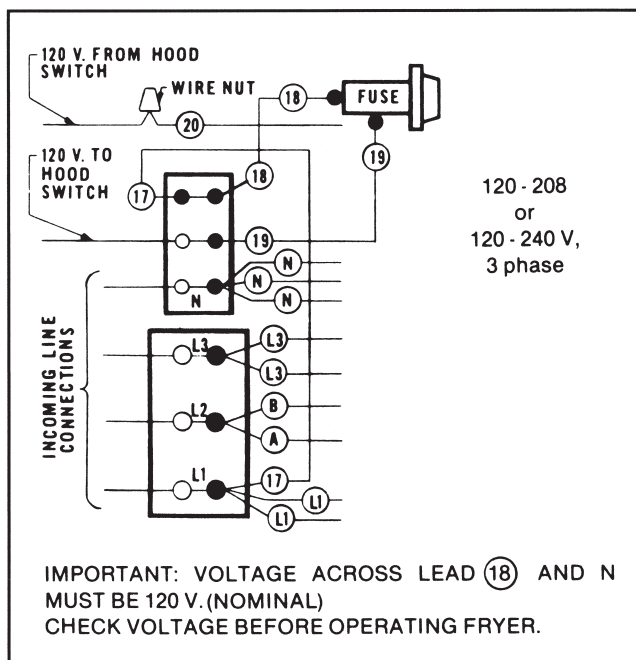 120 V. FROM HOOD
SWITCH
WIRE NUT
18
FUSE
20
19
120 V. TO
HOOD
SWITCH
17
18
19
120 - 208
or
120 - 240 V,
3 phase
N
N
N
N
INCOMING LINE
CONNECTIONS
L3
L3
L3
L2
B
A
L1
17
L1
L1
IMPORTANT: VOLTAGE ACROSS LEAD 18 AND N
MUST BE 120 V. (NOMINAL)
CHECK VOLTAGE BEFORE OPERATING FRYER.